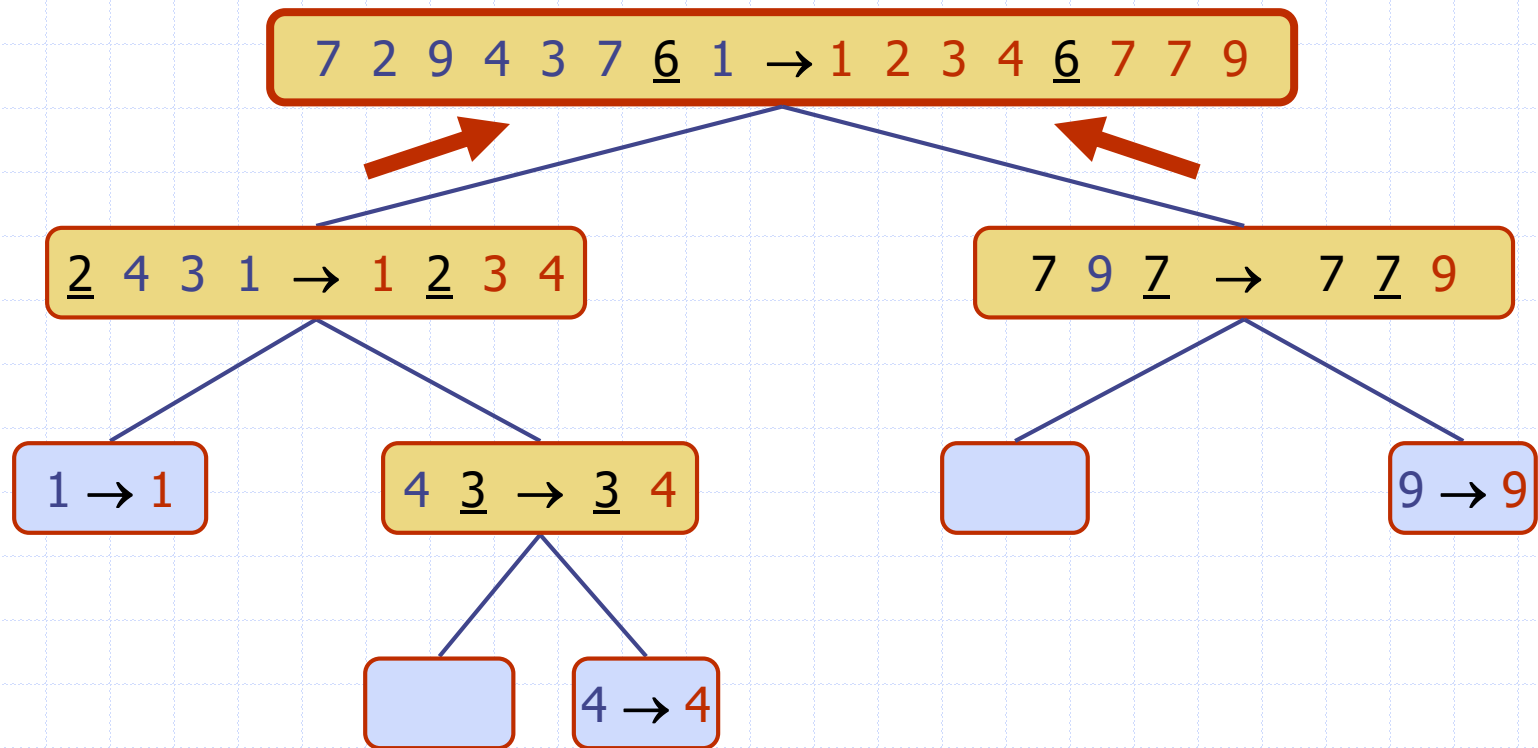 7 2 9 4 3 7 6 1 → 1 2 3 4 6 7 7 9
2 4 3 1 → 1 2 3 4
7 9 7 → 7 7 9
1 → 1
4 3 → 3 4
9 → 9
4 → 4